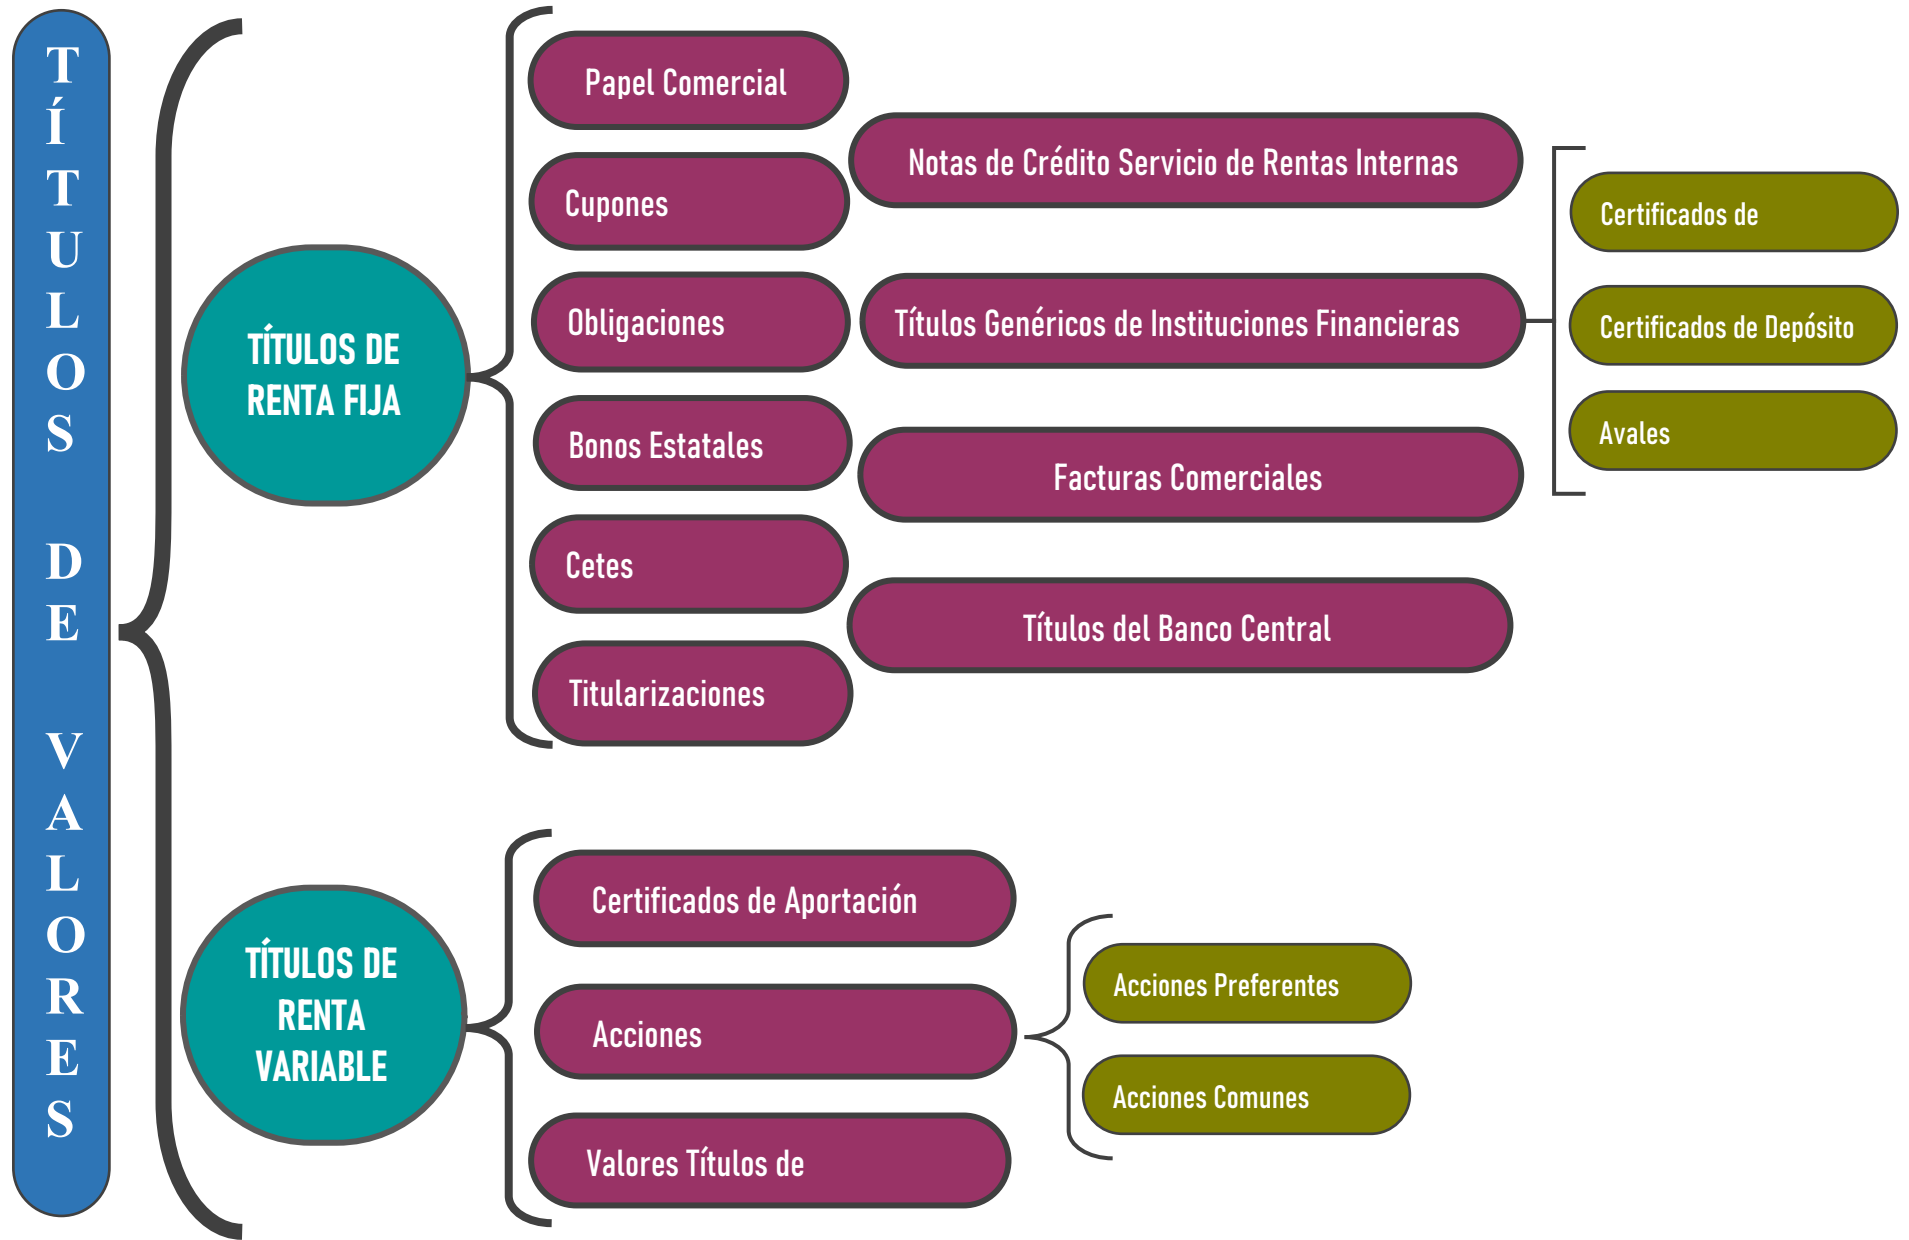 TÍTULOS DE VALORES
TÍTULOS DE
RENTA FIJA
Papel Comercial
Cupones
Obligaciones
Bonos Estatales
Cetes
Titularizaciones
Notas de Crédito Servicio de Rentas Internas
Títulos Genéricos de Instituciones Financieras
Facturas Comerciales
Títulos del Banco Central
Certificados de
Certificados de Depósito
Avales
TÍTULOS DE
RENTA
VARIABLE
Certificados de Aportación
Acciones
Valores Títulos de
Acciones Preferentes
Acciones Comunes